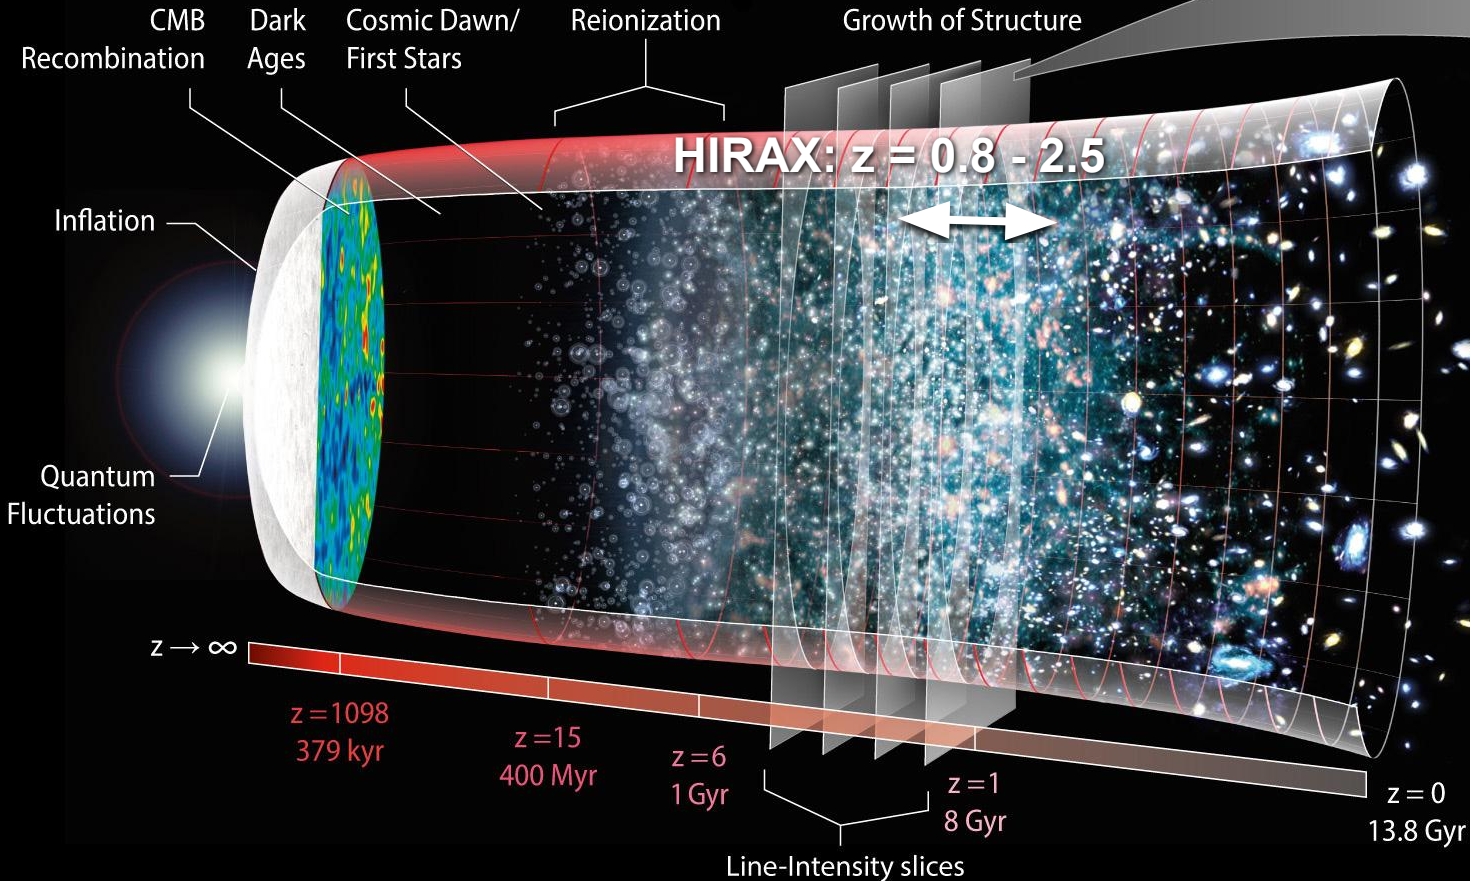 CMB
Recombination
Dark
Ages
Cosmic Dawn/
First Stars
Reionization
Growth of Structure
HIRAX: z = 0.8 - 2.5
Inflation
Quantum
Fluctuations
z → ∞
z = 1098
379 kyr
z = 15
400 Myr
z = 6
1 Gyr
z = 1
8 Gyr
z = 0
13.8 Gyr
Line-Intensity slices